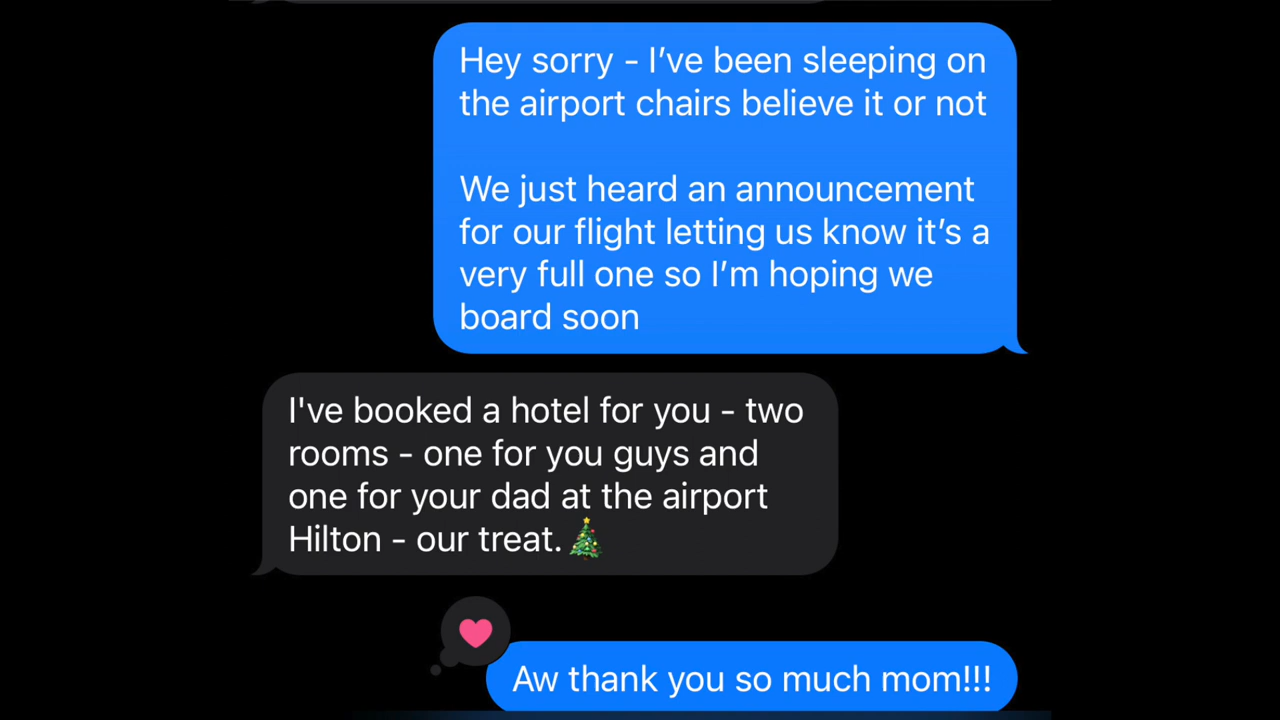 Hey sorry - I’ve been sleeping on
the airport chairs believe it or not
We just heard an announcement
for our flight letting us know it’s a
very full one so I’m hoping we
board soon
I've booked a hotel for you - two
rooms - one for you guys and
one for your dad at the airport
Hilton - our treat.🎄
Aw thank you so much mom!!!